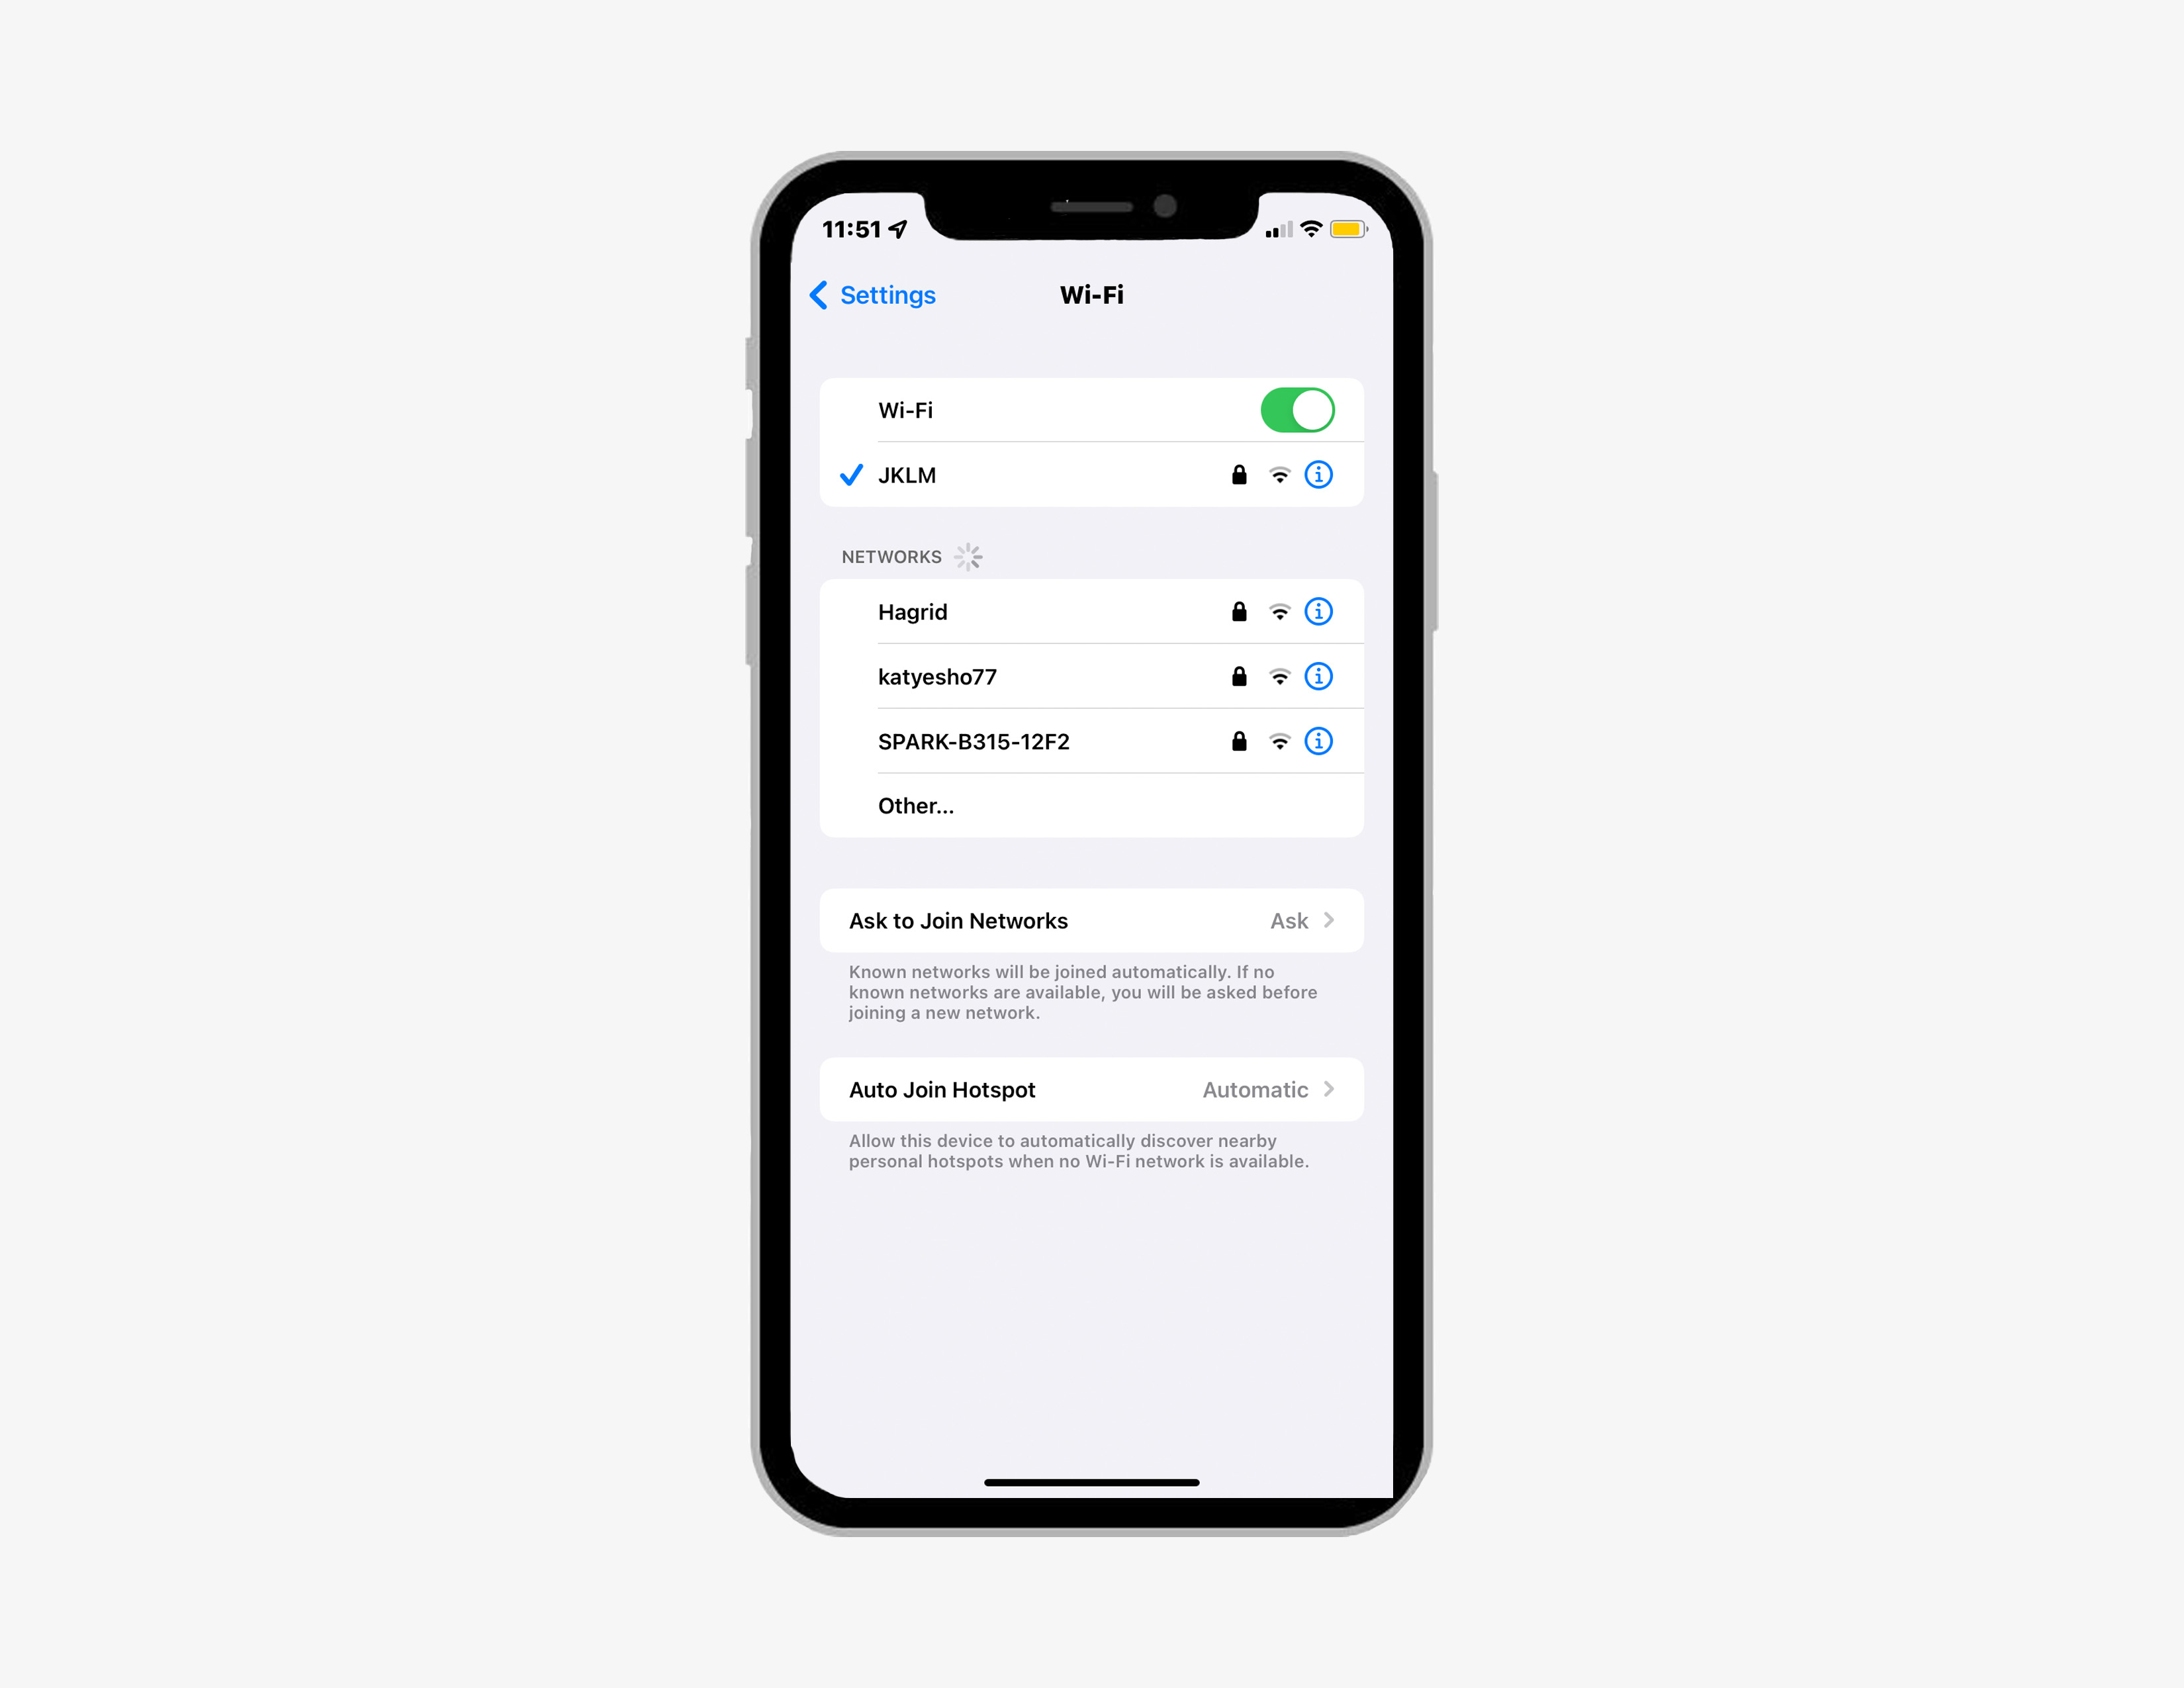 11:51
Settings
Wi-Fi
Wi-Fi
JKLM
NETWORKS
Hagrid
katyesho77
SPARK-B315-12F2
Other...
Ask to Join Networks
Ask
Known networks will be joined automatically. If no
known networks are available, you will be asked before
joining a new network.
Auto Join Hotspot
Automatic
Allow this device to automatically discover nearby
personal hotspots when no Wi-Fi network is available.